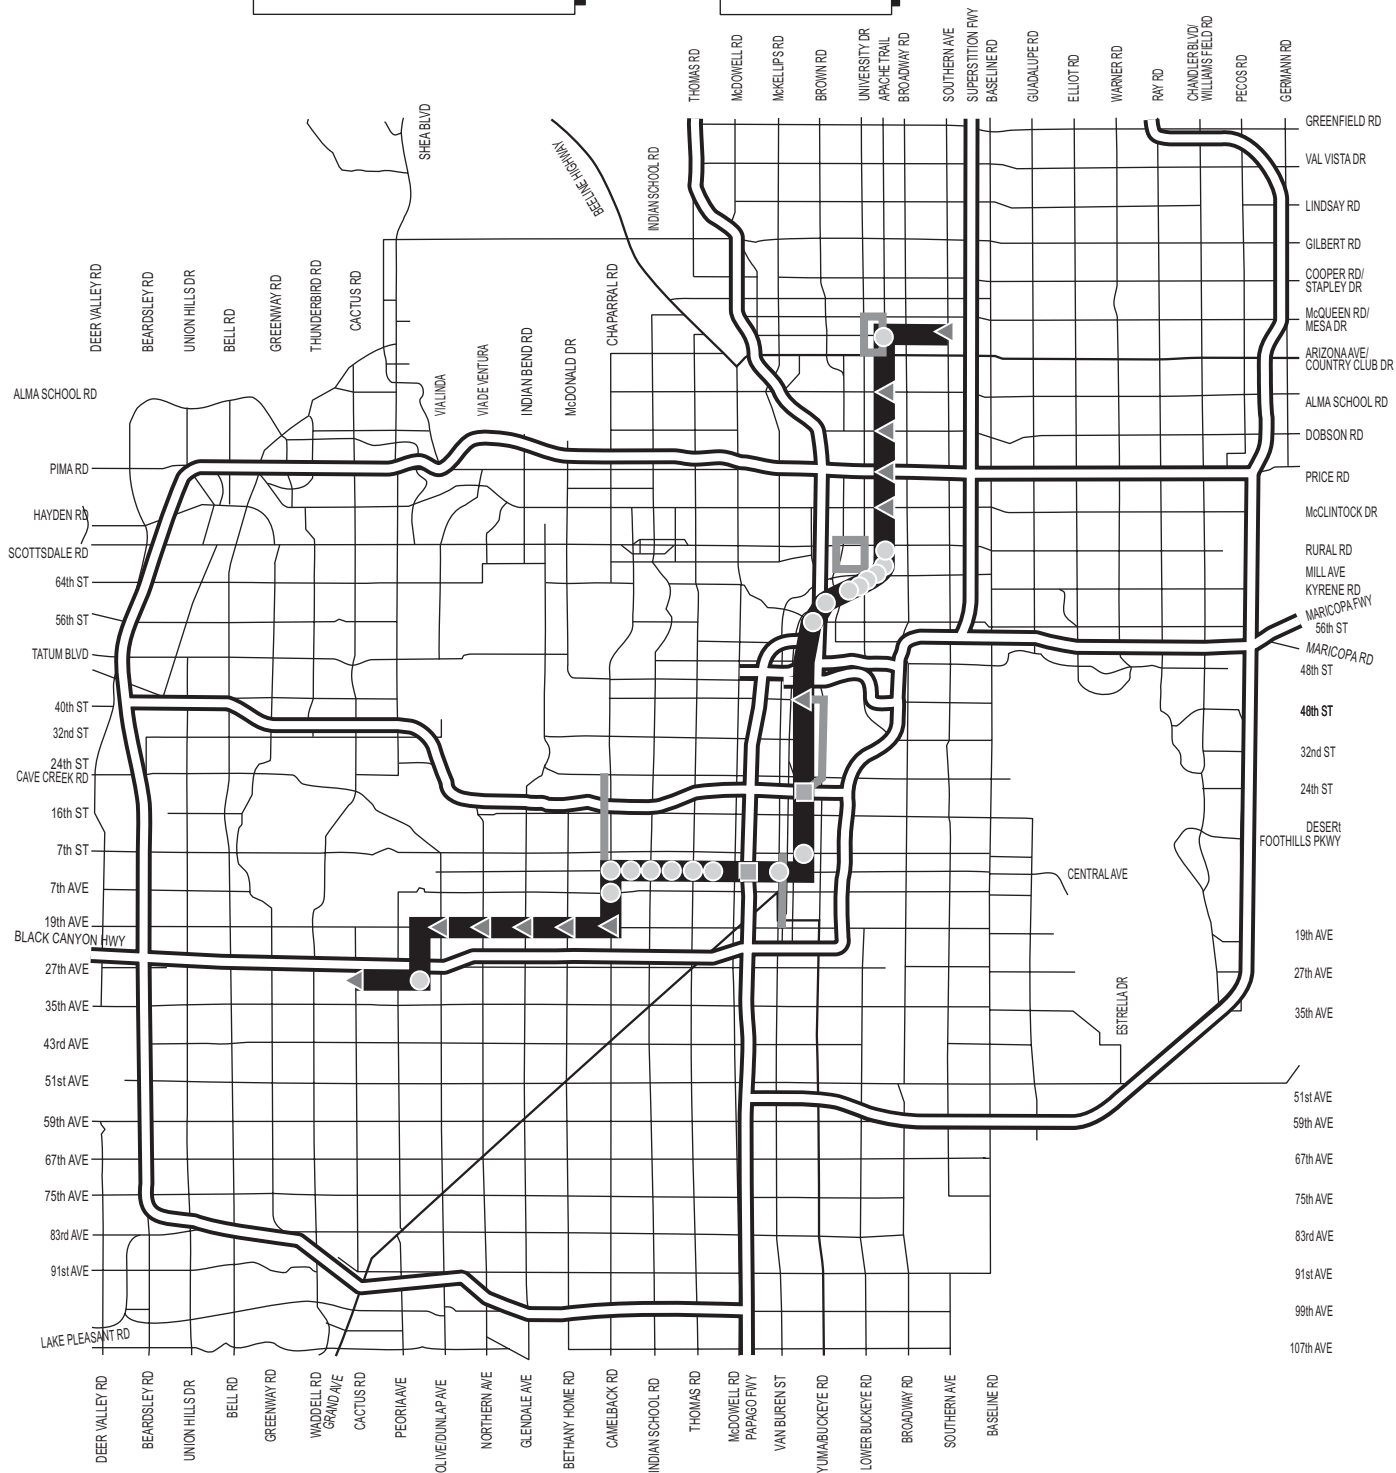 THOMAS RD
McDOWELL RD
McKELLIPS RD
BROWN RD
UNIVERSITY DR
APACHE TRAIL
BROADWAY RD
SOUTHERN AVE
SUPERSTITION FWY
BASELINE RD
GUADALUPE RD
ELLIOT RD
WARNER RD
RAY RD
CHANDLER BLVD/
WILLIAMS FIELD RD
PECOS RD
GERMANN RD
SHEA BLVD
BEELINE HIGHWAY
INDIAN SCHOOL RD
GREENFIELD RD
VAL VISTA DR
LINDSAY RD
GILBERT RD
COOPER RD/
STAPLEY DR
McQUEEN RD/
MESA DR
ARIZONA AVE/
COUNTRY CLUB DR
ALMA SCHOOL RD
DOBSON RD
PRICE RD
McCLINTOCK DR
RURAL RD
MILL AVE
KYRENE RD
MARICOPA FWY
56th ST
MARICOPA RD
48th ST
40th ST
32nd ST
24th ST
DESERt
FOOTHILLS PKWY
CENTRAL AVE
19th AVE
27th AVE
35th AVE
ESTRELLA DR
51st AVE
59th AVE
67th AVE
75th AVE
83rd AVE
91st AVE
99th AVE
107th AVE
DEER VALLEY RD
BEARDSLEY RD
UNION HILLS DR
BELL RD
GREENWAY RD
THUNDERBIRD RD
CACTUS RD
VIA LINDA
VIA DE VENTURA
INDIAN BEND RD
McDONALD DR
CHAPARRAL RD
ALMA SCHOOL RD
PIMA RD
HAYDEN RD
SCOTTSDALE RD
64th ST
56th ST
TATUM BLVD
40th ST
32nd ST
24th ST
CAVE CREEK RD
16th ST
7th ST
7th AVE
19th AVE
BLACK CANYON HWY
27th AVE
35th AVE
43rd AVE
51st AVE
59th AVE
67th AVE
75th AVE
83rd AVE
91st AVE
LAKE PLEASANT RD
DEER VALLEY RD
BEARDSLEY RD
UNION HILLS DR
BELL RD
GREENWAY RD
WADDELL RD
GRAND AVE
CACTUS RD
PEORIA AVE
OLIVE/DUNLAP AVE
NORTHERN AVE
GLENDALE AVE
BETHANY HOME RD
CAMELBACK RD
INDIAN SCHOOL RD
THOMAS RD
McDOWELL RD
PAPAGO FWY
VAN BUREN ST
YUMA/BUCKEYE RD
LOWER BUCKEYE RD
BROADWAY RD
SOUTHERN AVE
BASELINE RD